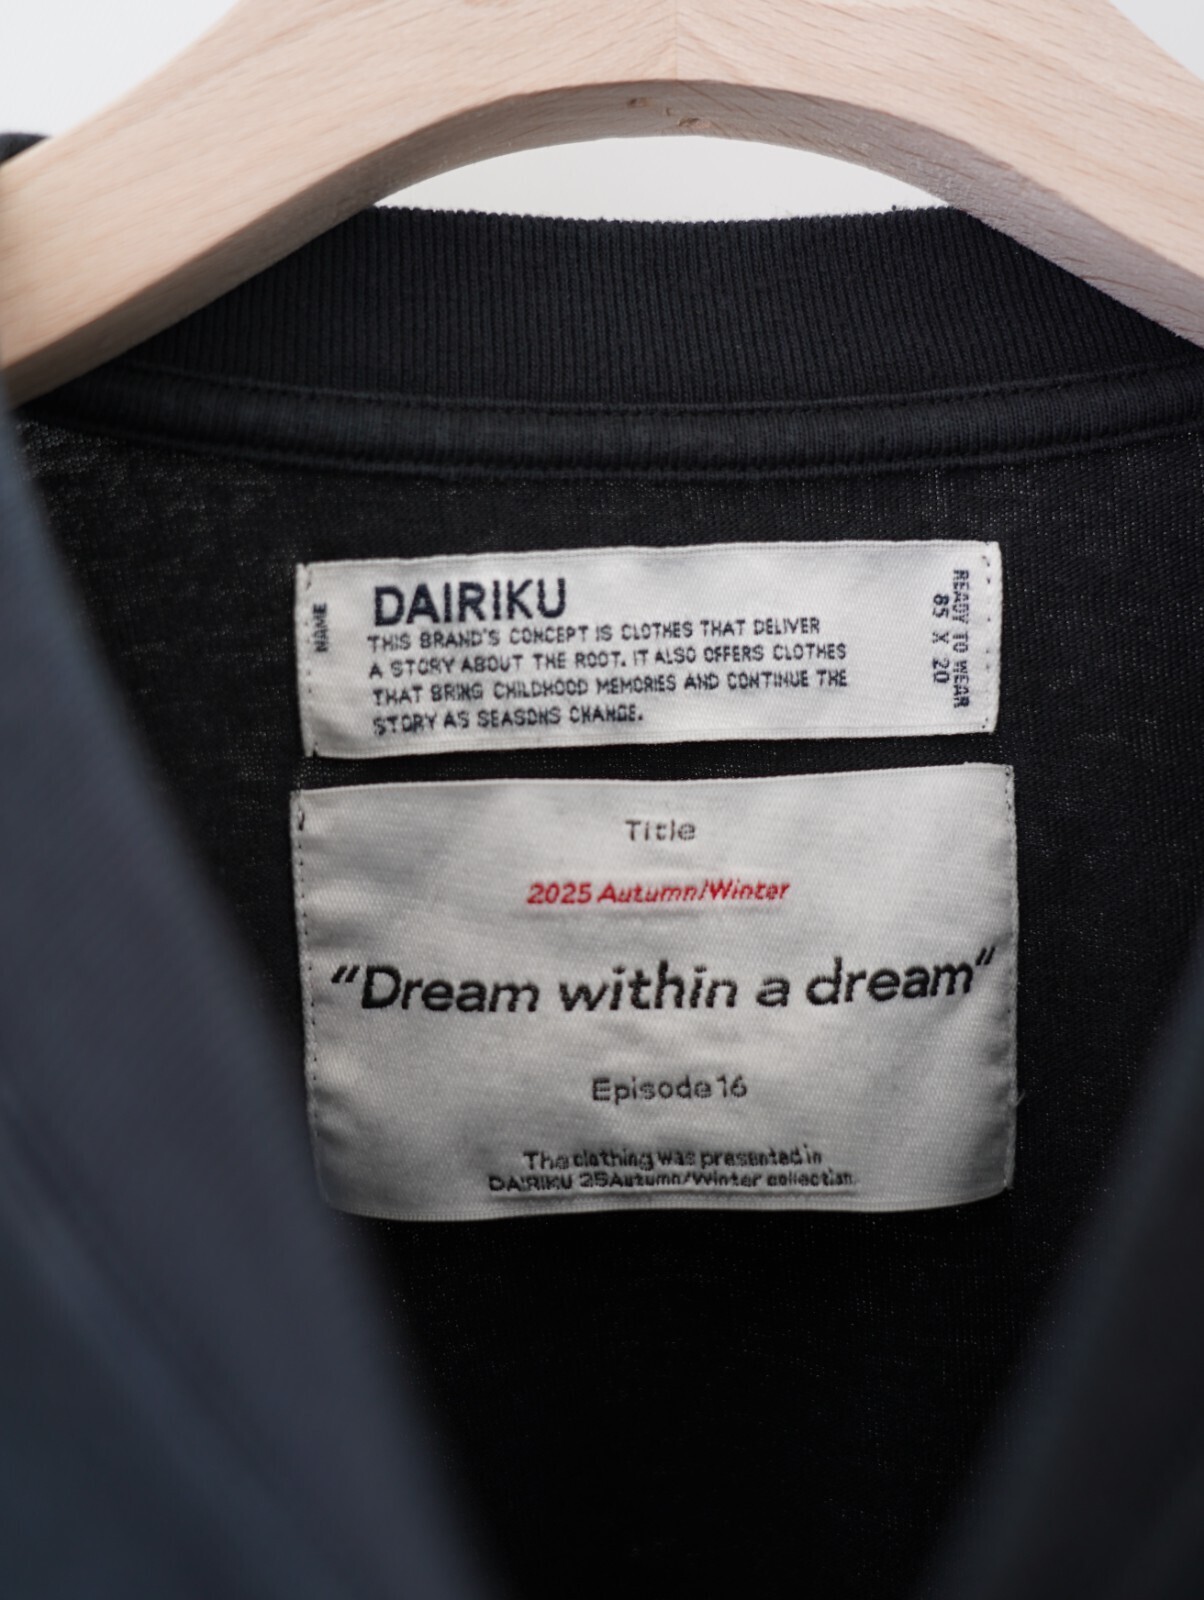 NAME
DAIRIKU
THIS BRAND'S CONCEPT IS CLOTHES THAT DELIVER
A STORY ABOUT THE ROOT. IT ALSO OFFERS CLOTHES
THAT BRING CHILDHOOD MEMORIES AND CONTINUE THE
STORY AS SEASONS CHANGE.
READY TO WEAR
85 X 20
Title
2025 Autumn/Winter
"Dream within a dream"
Episode 16
The clothing was presented in
DAIRIKU 25Autumn/Winter collection.